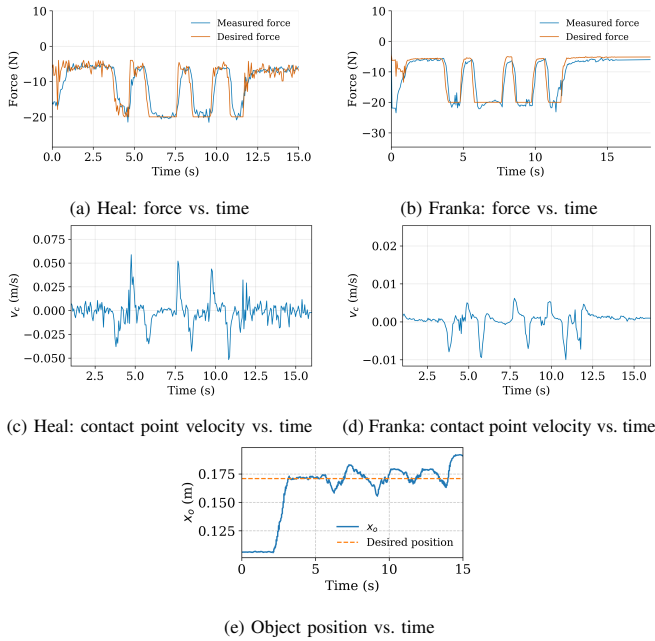 10
0
−10
−20
Force (N)
0.0 2.5 5.0 7.5 10.0 12.5 15.0
Time (s)
Measured force
Desired force
(a) Heal: force vs. time
10
0
−10
−20
−30
Force (N)
0 5 10 15
Time (s)
Measured force
Desired force
(b) Franka: force vs. time
0.075
0.050
0.025
0.000
−0.025
−0.050
v_c (m/s)
2.5 5.0 7.5 10.0 12.5 15.0
Time (s)
(c) Heal: contact point velocity vs. time
0.02
0.01
0.00
−0.01
v_c (m/s)
2.5 5.0 7.5 10.0 12.5 15.0
Time (s)
(d) Franka: contact point velocity vs. time
0.175
0.150
0.125
x_o (m)
0 5 10 15
Time (s)
x_o
Desired position
(e) Object position vs. time